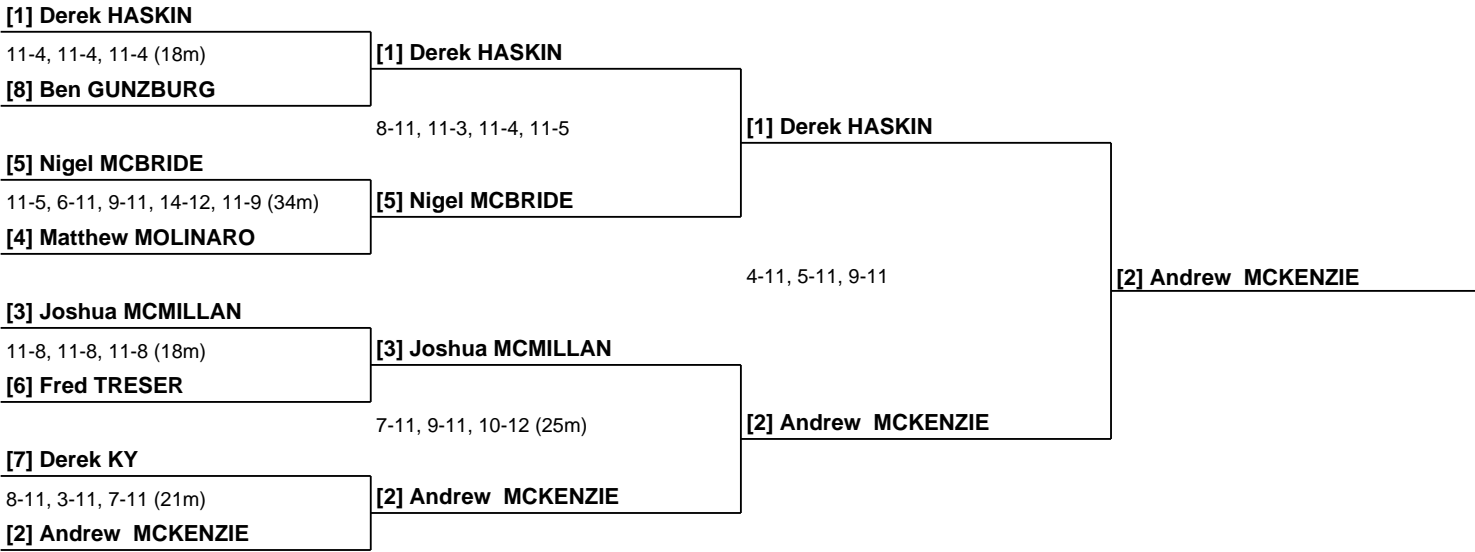 [1] Derek HASKIN
11-4, 11-4, 11-4 (18m)
[8] Ben GUNZBURG
[1] Derek HASKIN
8-11, 11-3, 11-4, 11-5
[1] Derek HASKIN
[5] Nigel MCBRIDE
11-5, 6-11, 9-11, 14-12, 11-9 (34m)
[4] Matthew MOLINARO
[5] Nigel MCBRIDE
4-11, 5-11, 9-11
[2] Andrew  MCKENZIE
[3] Joshua MCMILLAN
11-8, 11-8, 11-8 (18m)
[6] Fred TRESER
[3] Joshua MCMILLAN
7-11, 9-11, 10-12 (25m)
[2] Andrew  MCKENZIE
[7] Derek KY
8-11, 3-11, 7-11 (21m)
[2] Andrew  MCKENZIE
[2] Andrew  MCKENZIE